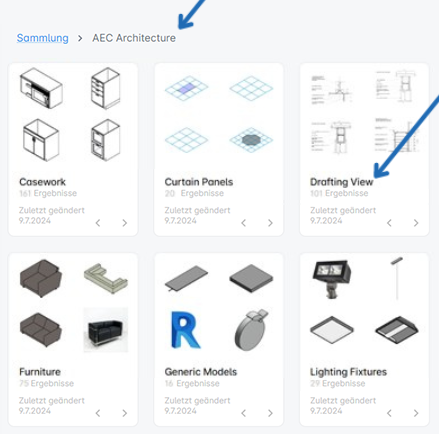 Sammlung > AEC Architecture
Casework
161 Ergebnisse
Zuletzt geändert
9.7.2024
Curtain Panels
20 Ergebnisse
Zuletzt geändert
9.7.2024
Drafting View
101 Ergebnisse
Zuletzt geändert
9.7.2024
Furniture
75 Ergebnisse
Zuletzt geändert
9.7.2024
Generic Models
16 Ergebnisse
Zuletzt geändert
9.7.2024
Lighting Fixtures
29 Ergebnisse
Zuletzt geändert
9.7.2024